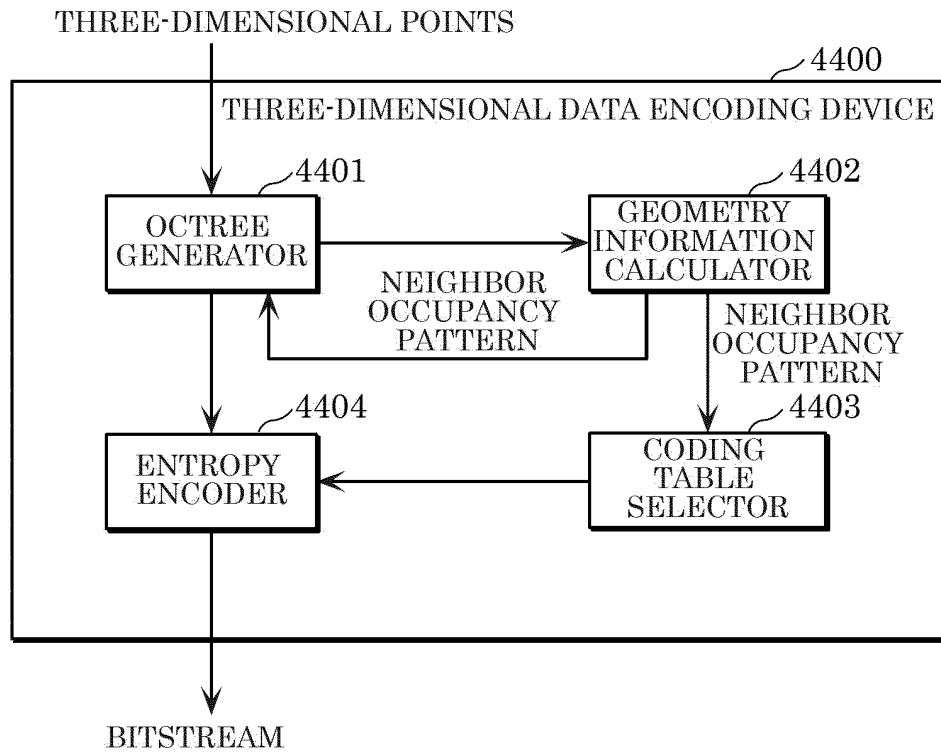 THREE-DIMENSIONAL POINTS
4400
THREE-DIMENSIONAL DATA ENCODING DEVICE
4401
OCTREE
GENERATOR
4402
GEOMETRY
INFORMATION
CALCULATOR
NEIGHBOR
OCCUPANCY
PATTERN
NEIGHBOR
OCCUPANCY
PATTERN
4404
ENTROPY
ENCODER
4403
CODING
TABLE
SELECTOR
BITSTREAM